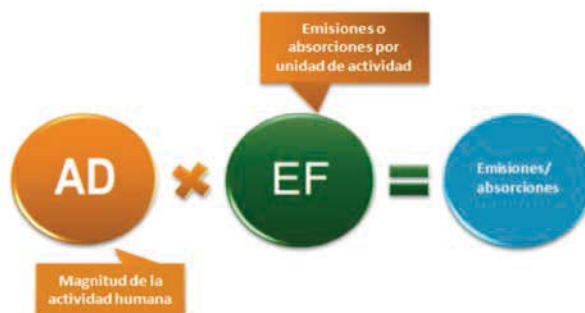 Emisiones o
absorciones por
unidad de actividad
AD
EF
Emisiones/
absorciones
Magnitud de la
actividad humana